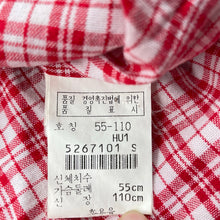 품질 경영촉진법에 의한
품 질 표 시
호 칭 55-110
HU1
5267101 S
신체치수
가슴둘레 55cm
신 장 110cm